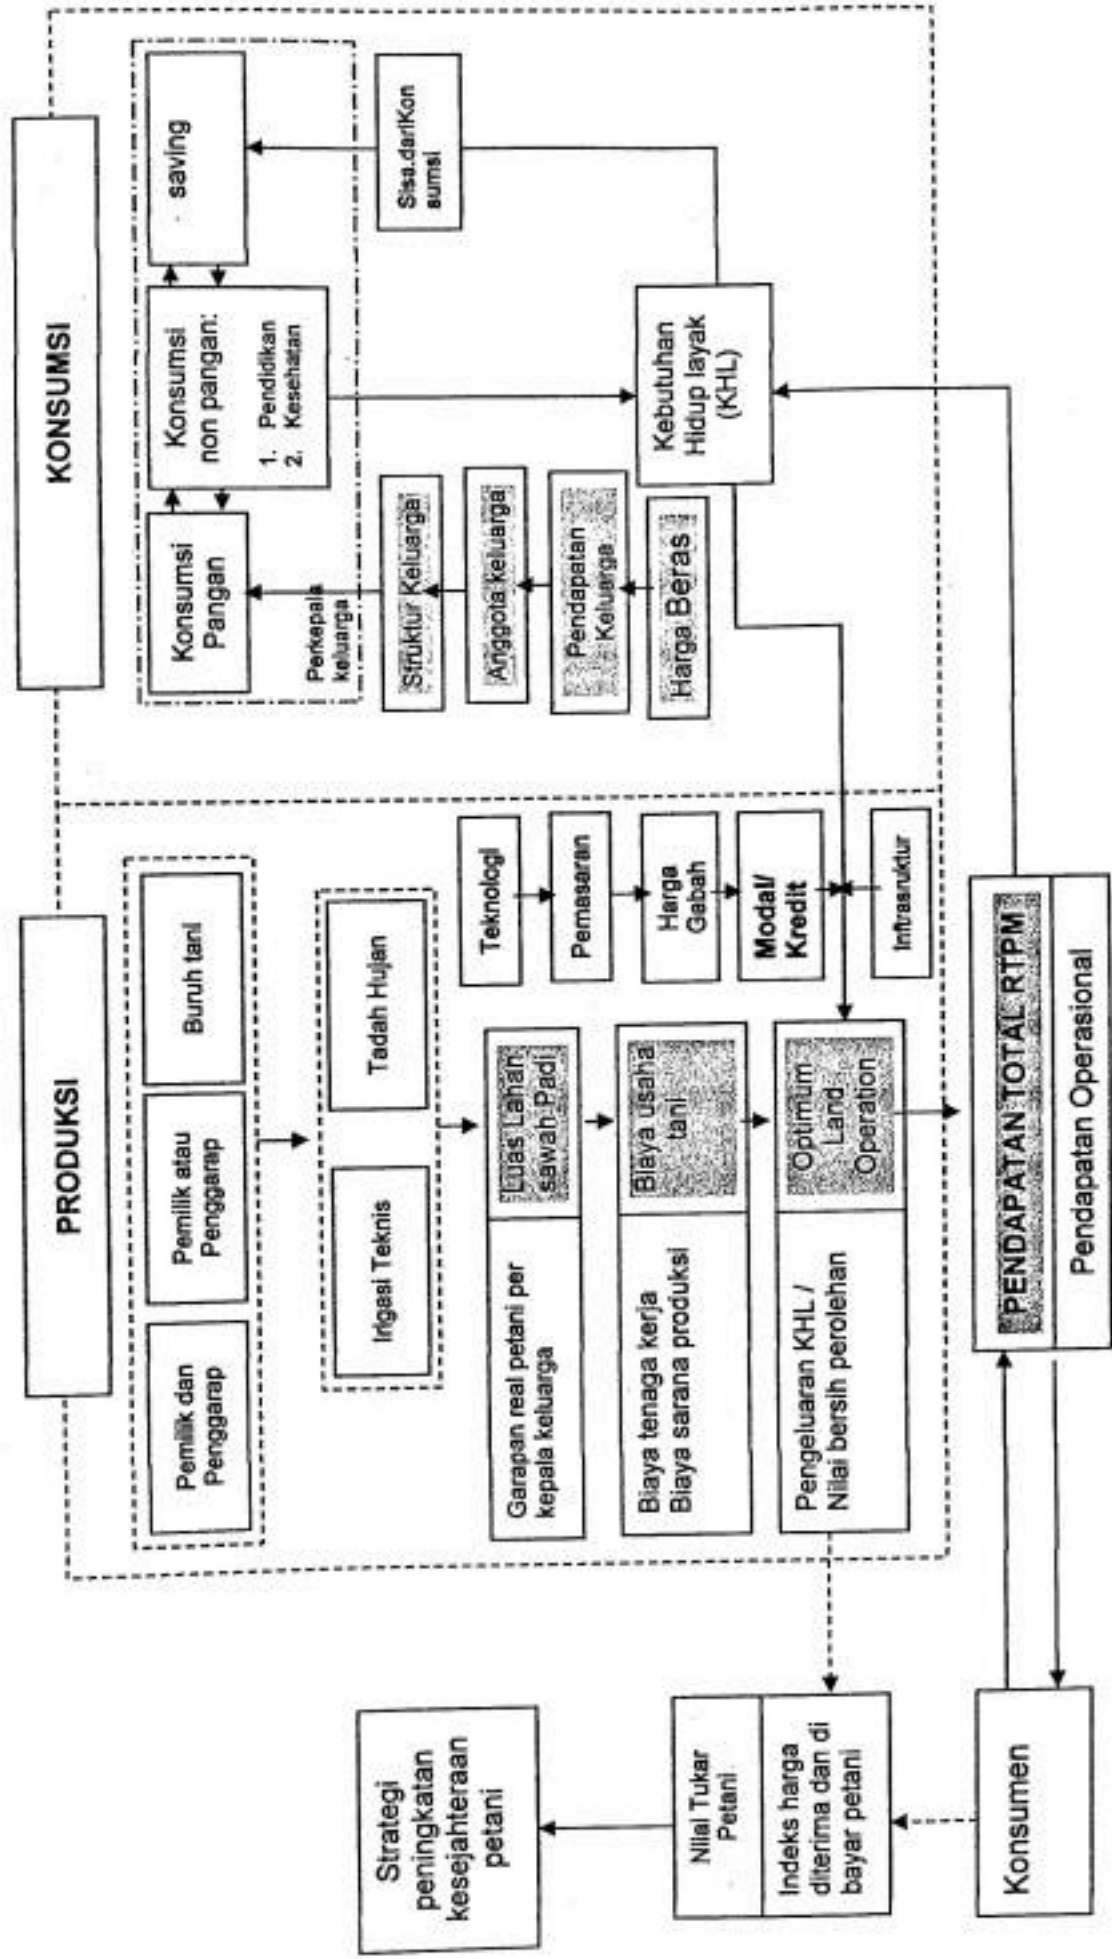 PRODUKSI
KONSUMSI
Pemilik dan
Penggarap
Pemilik atau
Penggarap
Buruh tani
Irigasi Teknis
Tadah Hujan
Garapan real petani per
kepala keluarga
Luas Lahan
sawah Padi
Biaya tenaga kerja
Biaya sarana produksi
Biaya usaha
tani
Pengeluaran KHL /
Nilai bersih perolehan
Optimum
Land
Operation
Teknologi
Pemasaran
Harga
Gabah
Modal/
Kredit
Infrasruktur
Konsumsi
Pangan
Konsumsi
non pangan:
1. Pendidikan
2. Kesehatan
saving
Perkepala
keluarga
Struktur Keluarga
Anggota keluarga
Pendapatan
Keluarga
Harga Beras
Sisa.dariKon
sumsi
Kebutuhan
Hidup layak
(KHL)
Strategi
peningkatan
kesejahteraan
petani
Nilai Tukar
Petani
Indeks harga
diterima dan di
bayar petani
Konsumen
PENDAPATAN TOTAL RTPM
Pendapatan Operasional